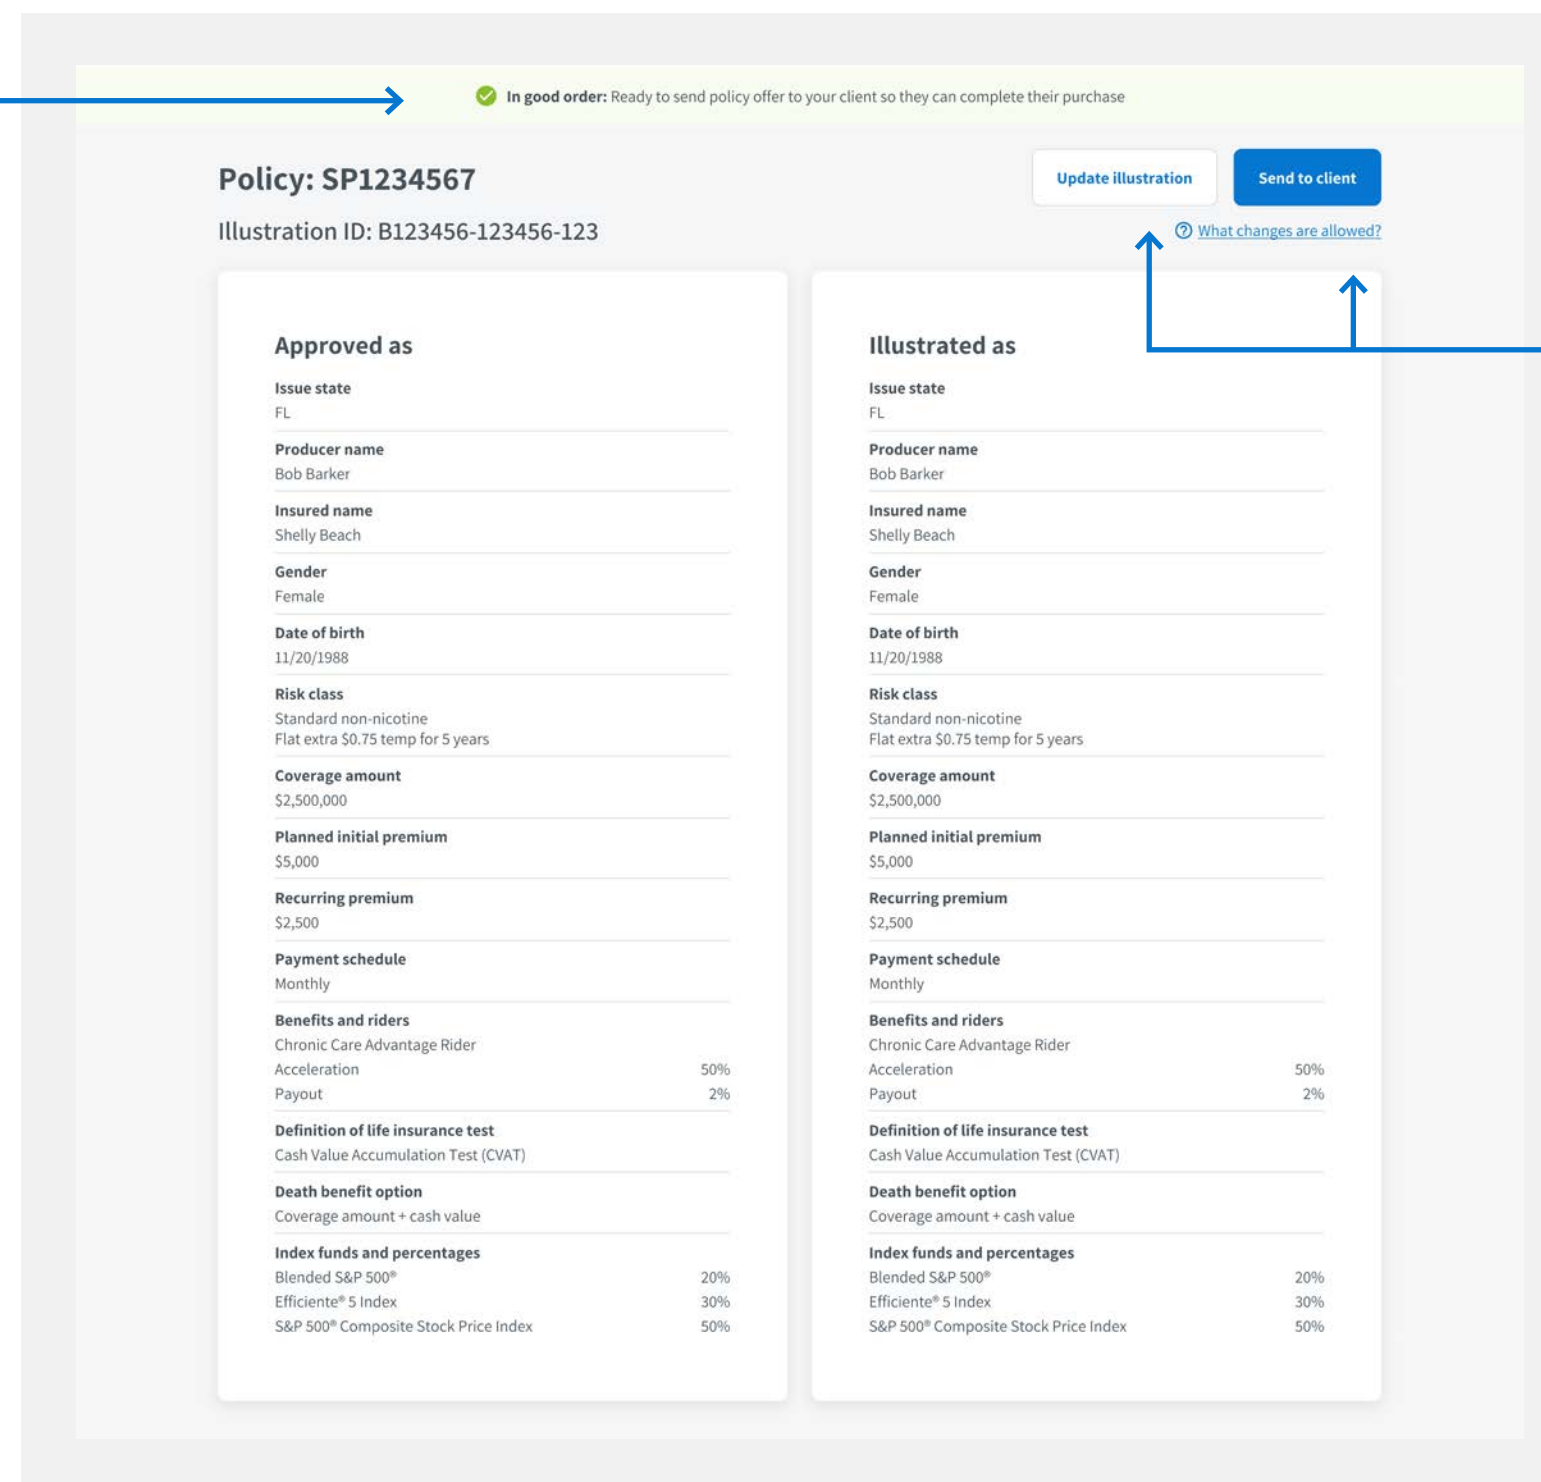 In good order: Ready to send policy offer to your client so they can complete their purchase
Policy: SP1234567
Update illustration
Send to client
Illustration ID: B123456-123456-123
What changes are allowed?
Approved as
Issue state
FL
Producer name
Bob Barker
Insured name
Shelly Beach
Gender
Female
Date of birth
11/20/1988
Risk class
Standard non-nicotine
Flat extra $0.75 temp for 5 years
Coverage amount
$2,500,000
Planned initial premium
$5,000
Recurring premium
$2,500
Payment schedule
Monthly
Benefits and riders
Chronic Care Advantage Rider
Acceleration 50%
Payout 2%
Definition of life insurance test
Cash Value Accumulation Test (CVAT)
Death benefit option
Coverage amount + cash value
Index funds and percentages
Blended S&P 500® 20%
Efficiente® 5 Index 30%
S&P 500® Composite Stock Price Index 50%
Illustrated as
Issue state
FL
Producer name
Bob Barker
Insured name
Shelly Beach
Gender
Female
Date of birth
11/20/1988
Risk class
Standard non-nicotine
Flat extra $0.75 temp for 5 years
Coverage amount
$2,500,000
Planned initial premium
$5,000
Recurring premium
$2,500
Payment schedule
Monthly
Benefits and riders
Chronic Care Advantage Rider
Acceleration 50%
Payout 2%
Definition of life insurance test
Cash Value Accumulation Test (CVAT)
Death benefit option
Coverage amount + cash value
Index funds and percentages
Blended S&P 500® 20%
Efficiente® 5 Index 30%
S&P 500® Composite Stock Price Index 50%